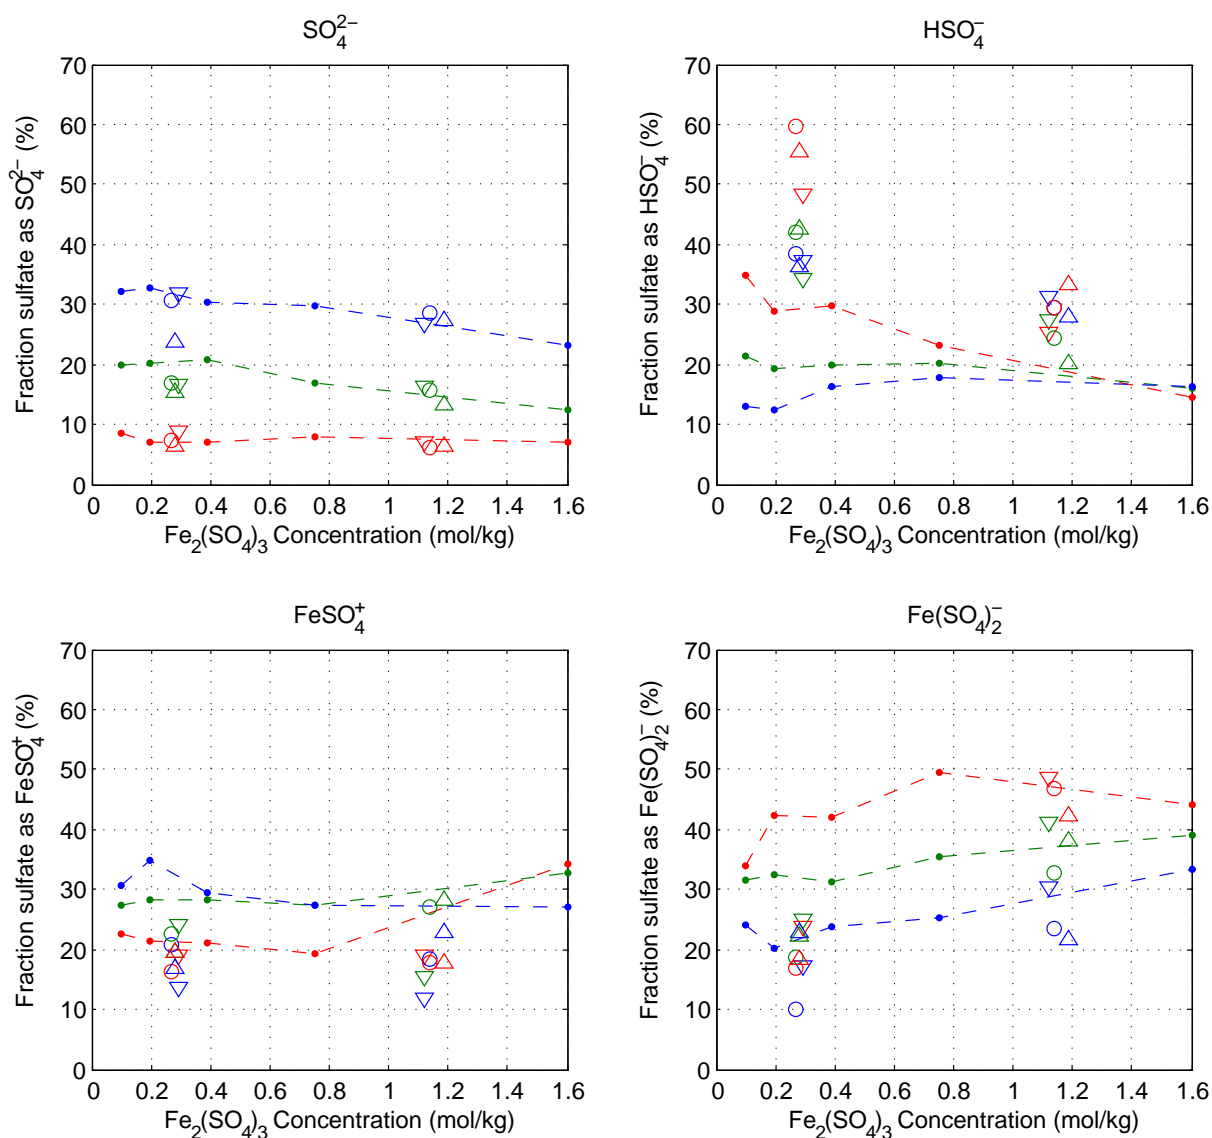 SO₄²⁻
Fraction sulfate as SO₄²⁻ (%)
70
60
50
40
30
20
10
0
0 0.2 0.4 0.6 0.8 1 1.2 1.4 1.6
Fe₂(SO₄)₃ Concentration (mol/kg)
HSO₄⁻
Fraction sulfate as HSO₄⁻ (%)
70
60
50
40
30
20
10
0
0 0.2 0.4 0.6 0.8 1 1.2 1.4 1.6
Fe₂(SO₄)₃ Concentration (mol/kg)
FeSO₄⁺
Fraction sulfate as FeSO₄⁺ (%)
70
60
50
40
30
20
10
0
0 0.2 0.4 0.6 0.8 1 1.2 1.4 1.6
Fe₂(SO₄)₃ Concentration (mol/kg)
Fe(SO₄)₂⁻
Fraction sulfate as Fe(SO₄)₂⁻ (%)
70
60
50
40
30
20
10
0
0 0.2 0.4 0.6 0.8 1 1.2 1.4 1.6
Fe₂(SO₄)₃ Concentration (mol/kg)